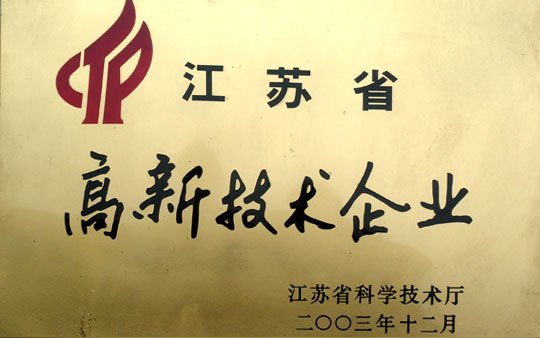 江苏省
高新技术企业
江苏省科学技术厅
二〇〇三年十二月